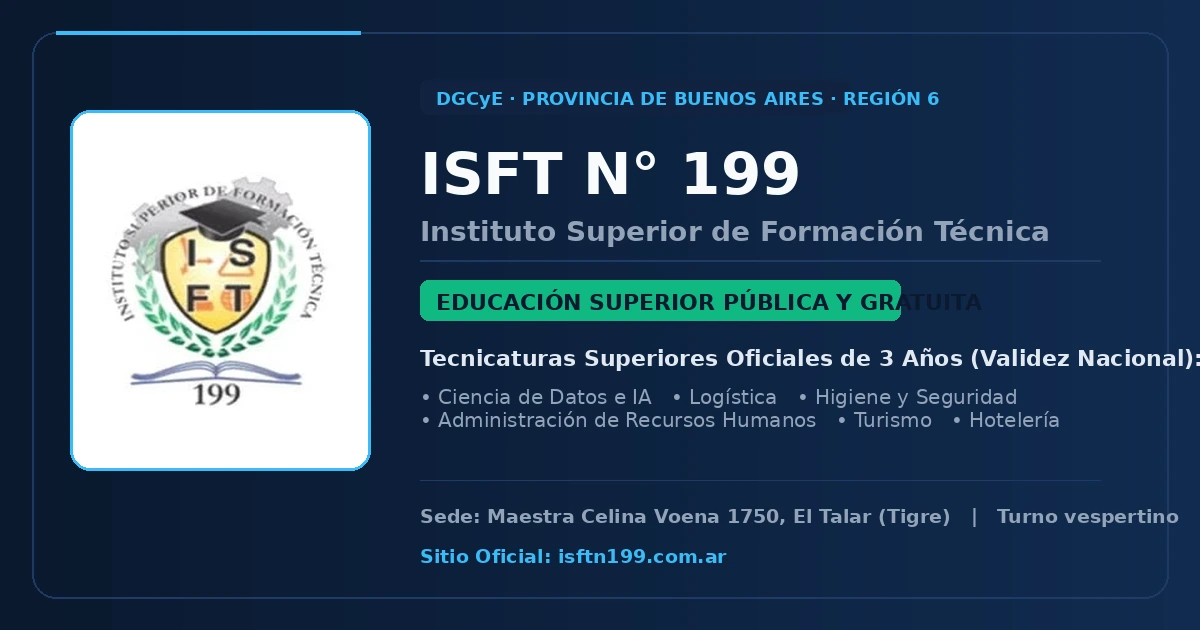 INSTITUTO SUPERIOR DE FORMACIÓN TÉCNICA
I S
F T
199
DGCyE · PROVINCIA DE BUENOS AIRES · REGIÓN 6
ISFT N° 199
Instituto Superior de Formación Técnica
EDUCACIÓN SUPERIOR PÚBLICA Y GRATUITA
Tecnicaturas Superiores Oficiales de 3 Años (Validez Nacional):
• Ciencia de Datos e IA • Logística • Higiene y Seguridad
• Administración de Recursos Humanos • Turismo • Hotelería
Sede: Maestra Celina Voena 1750, El Talar (Tigre) | Turno vespertino
Sitio Oficial: isftn199.com.ar